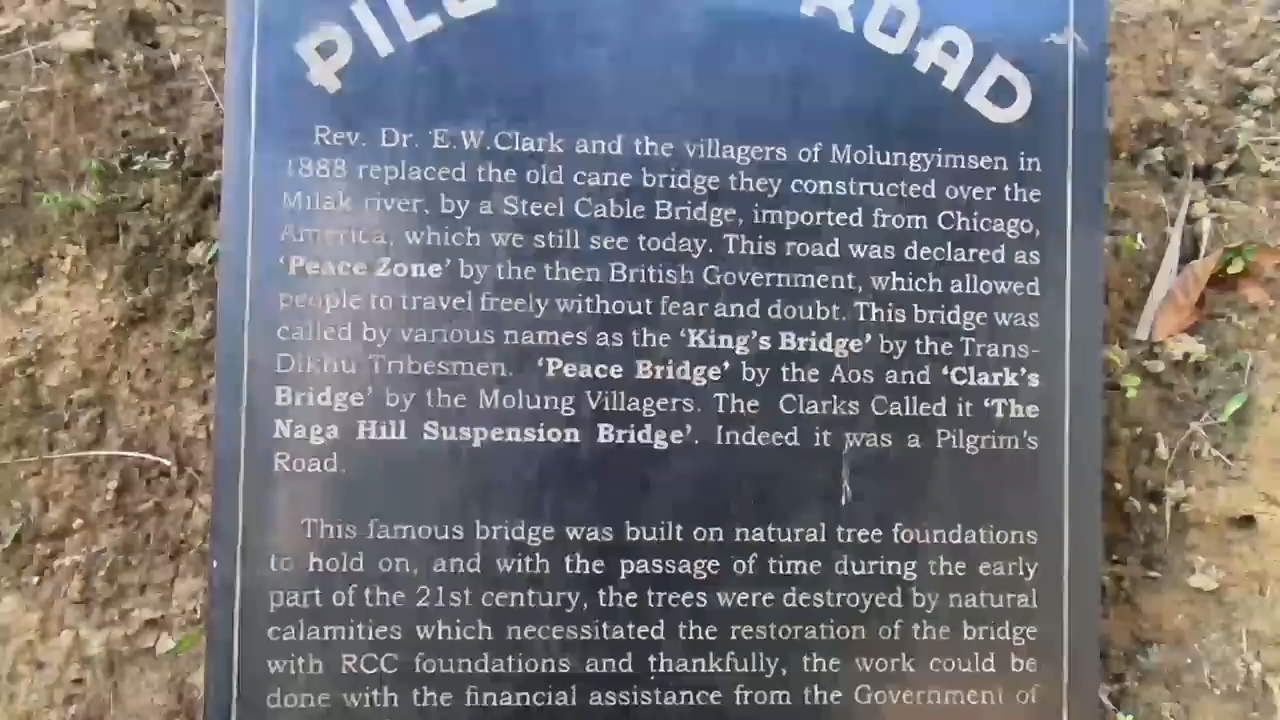 PIL ROAD
Rev. Dr. E.W.Clark and the villagers of Molungyimsen in
1888 replaced the old cane bridge they constructed over the
Milak river, by a Steel Cable Bridge, imported from Chicago,
America, which we still see today. This road was declared as
'Peace Zone' by the then British Government, which allowed
people to travel freely without fear and doubt. This bridge was
called by various names as the 'King's Bridge' by the Trans-
Dikhu Tribesmen. 'Peace Bridge' by the Aos and 'Clark's
Bridge' by the Molung Villagers. The Clarks Called it 'The
Naga Hill Suspension Bridge'. Indeed it was a Pilgrim's
Road.
This famous bridge was built on natural tree foundations
to hold on, and with the passage of time during the early
part of the 21st century, the trees were destroyed by natural
calamities which necessitated the restoration of the bridge
with RCC foundations and thankfully, the work could be
done with the financial assistance from the Government of